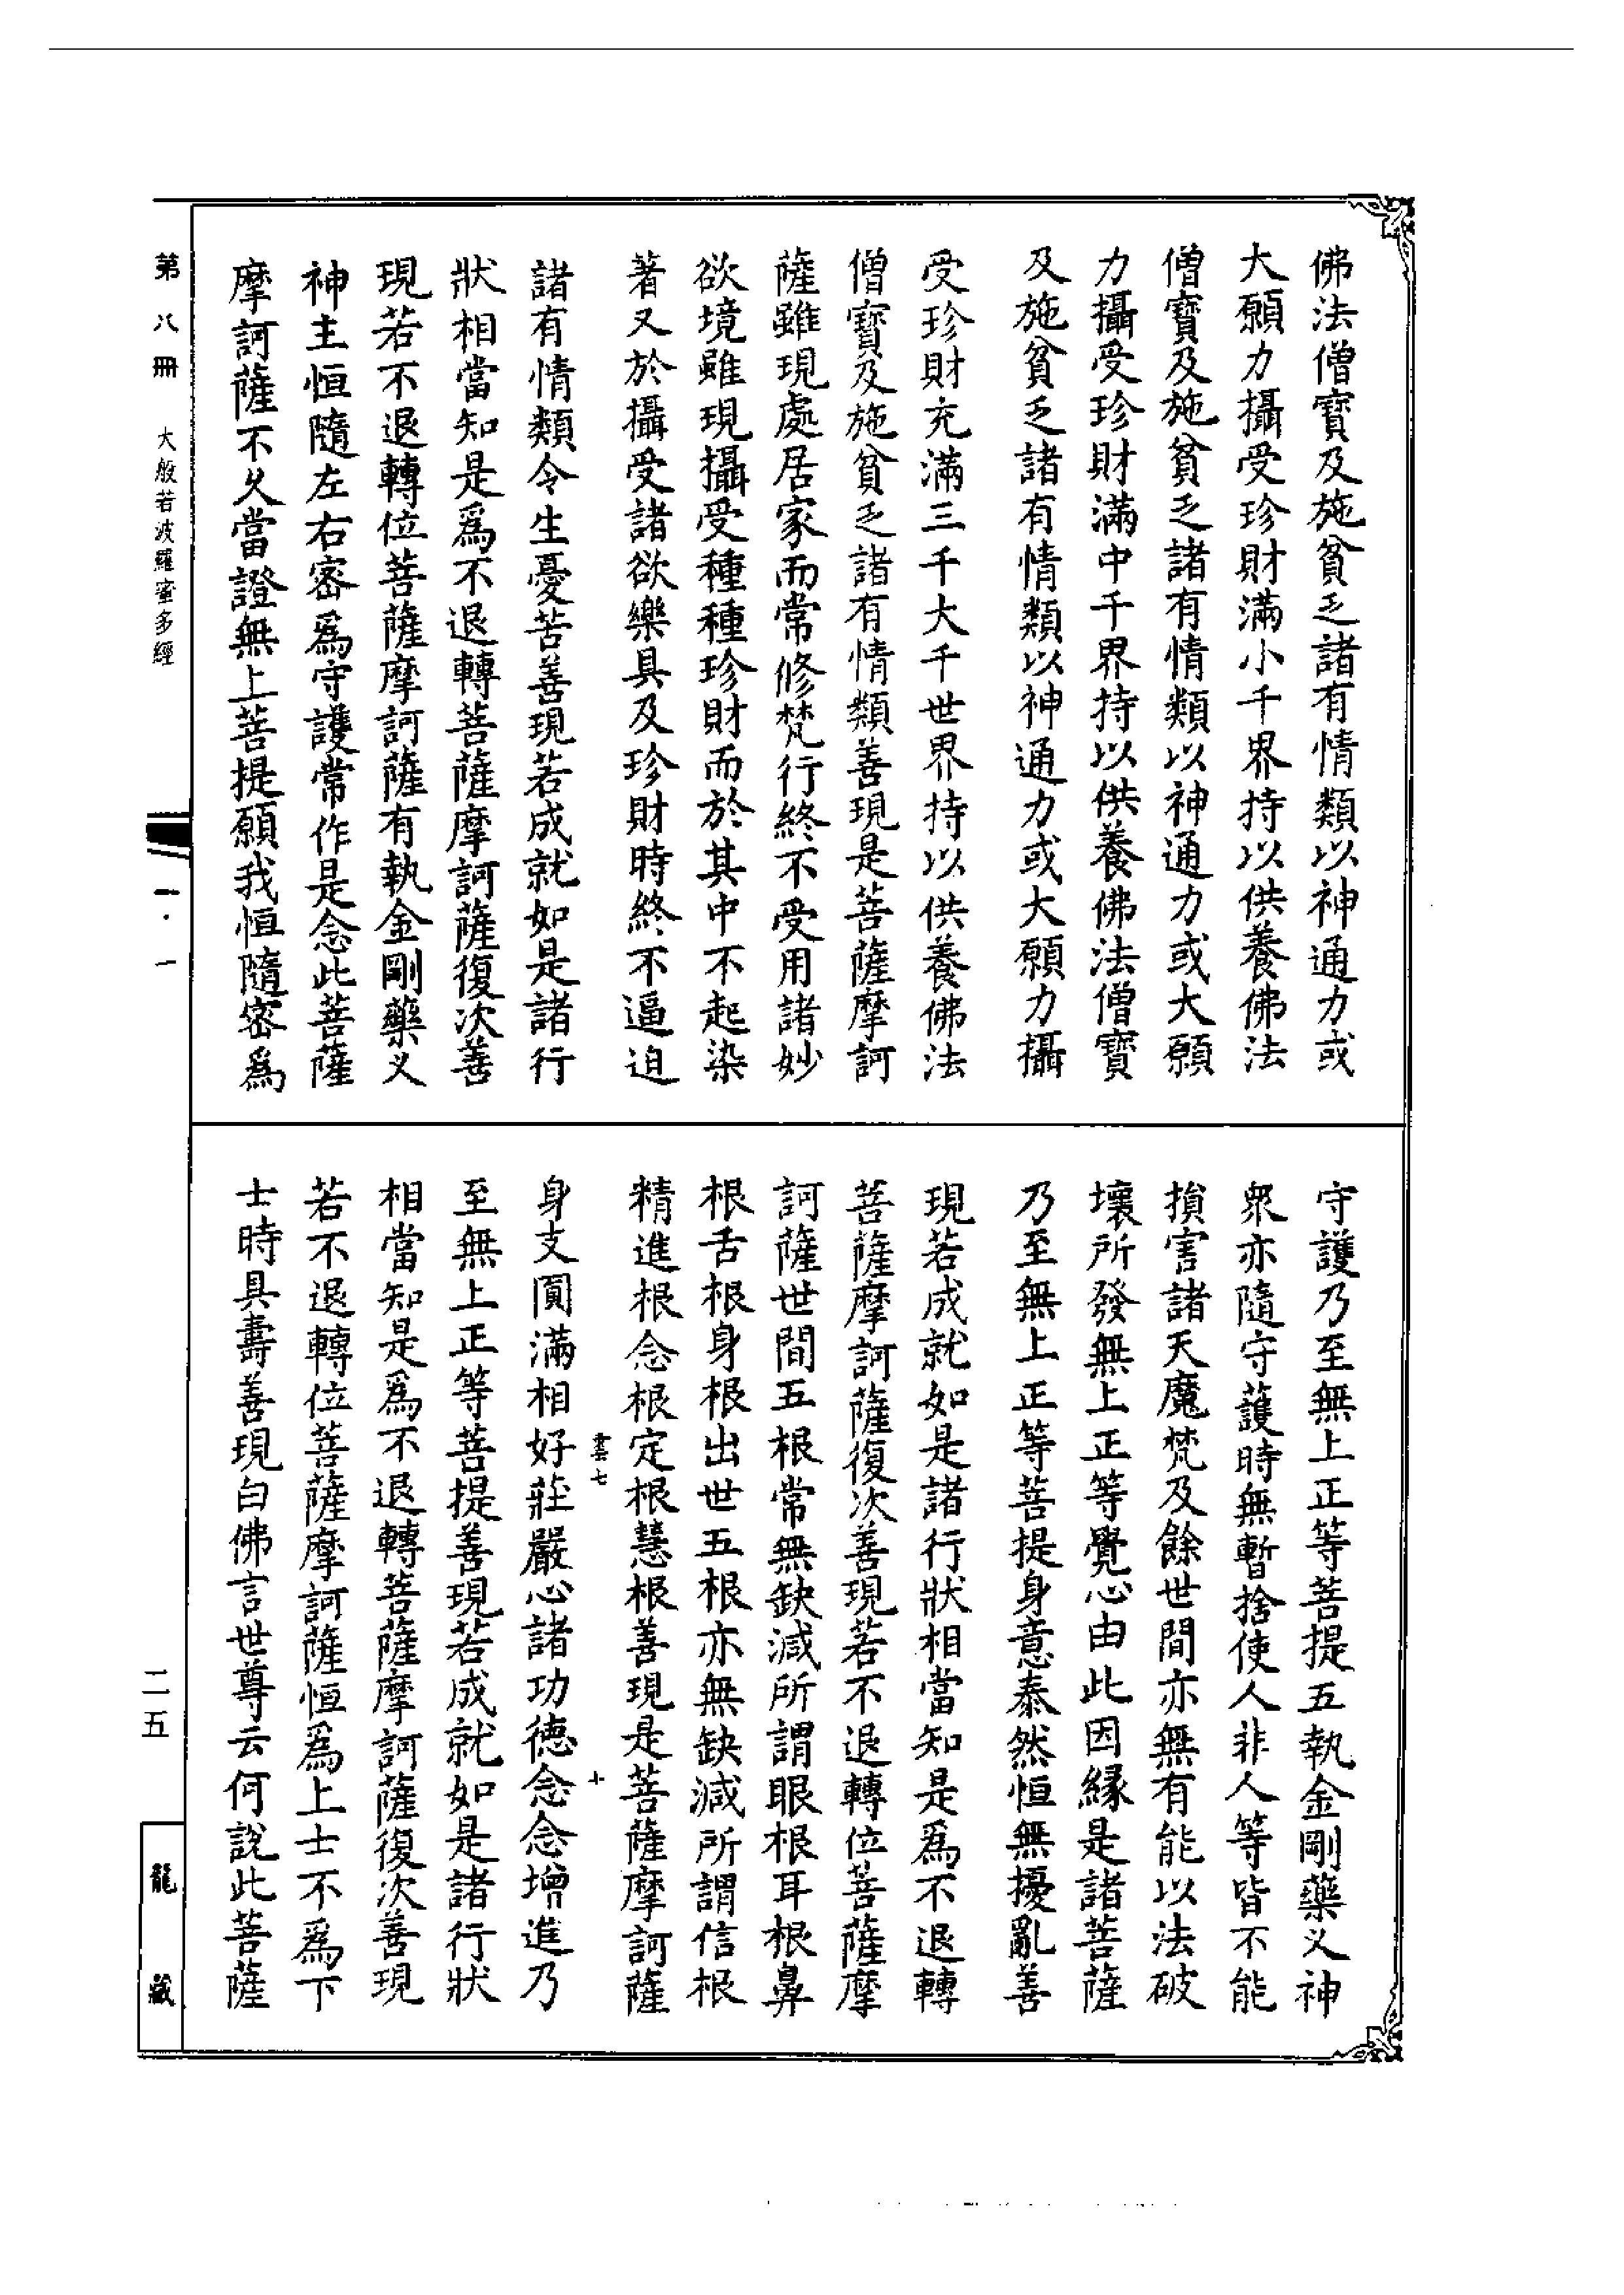 佛法僧寶及施貧乏諸有情類以神通力或
大願力攝受珍財滿小千界持以供養佛法
僧寶及施貧乏諸有情類以神通力或大願
力攝受珍財滿中千界持以供養佛法僧寶
及施貧乏諸有情類以神通力或大願力攝
受珍財充滿三千大千世界持以供養佛法
僧寶及施貧乏諸有情類善現是菩薩摩訶
薩雖現處居家而常修梵行終不受用諸妙
欲境雖現攝受種種珍財而於其中不起染
著又於攝受諸欲樂具及珍財時終不逼迫
諸有情類令生憂苦善現若成就如是諸行
狀相當知是為不退轉菩薩摩訶薩復次善
現若不退轉位菩薩摩訶薩有執金剛藥义
神主恒隨左右密為守護常作是念此菩薩
摩訶薩不久當證無上菩提願我恒隨密為
守護乃至無上正等菩提五執金剛藥义神
衆亦隨守護時無暫捨使人非人等皆不能
損害諸天魔梵及餘世間亦無有能以法破
壞所發無上正等覺心由此因緣是諸菩薩
乃至無上正等菩提身意泰然恒無擾亂善
現若成就如是諸行狀相當知是為不退轉
菩薩摩訶薩復次善現若不退轉位菩薩摩
訶薩世間五根常無缺減所謂眼根耳根鼻
根舌根身根出世五根亦無缺減所謂信根
精進根念根定根慧根善現是菩薩摩訶薩
雲七 十
身支圓滿相好莊嚴心諸功德念念增進乃
至無上正等菩提善現若成就如是諸行狀
相當知是為不退轉菩薩摩訶薩復次善現
若不退轉位菩薩摩訶薩恒為上士不為下
士時具壽善現白佛言世尊云何說此菩薩
第八冊 大般若波羅蜜多經 一·一
二五
龍藏